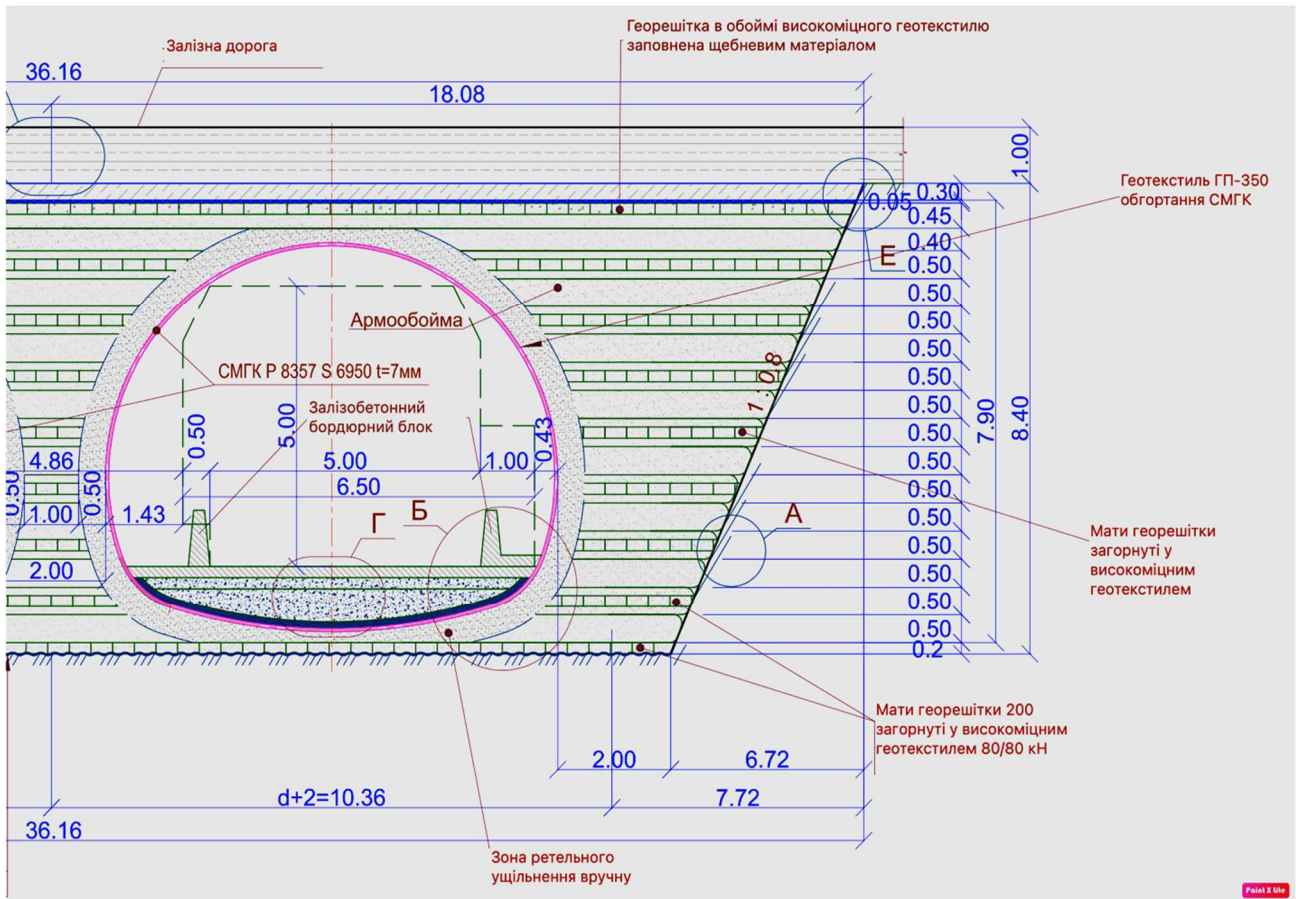 Георешітка в обоймі високоміцного геотекстилю
заповнена щебневим матеріалом
Залізна дорога
36.16
18.08
1.00
Геотекстиль ГП-350
обгортання СМГК
0.30
0.05
0.45
0.40
Е
0.50
0.50
0.50
0.50
0.50
0.50
0.50
0.50
0.50
0.50
0.50
0.50
0.50
0.50
0.2
7.90
8.40
Армообойма
СМГК Р 8357 S 6950 t=7мм
1:0.8
Залізобетонний
бордюрний блок
0.50
5.00
0.43
4.86
5.00
1.00
6.50
0.50
0.50
1.00
1.43
Г
Б
А
2.00
Мати георешітки
загорнуті у
високоміцним
геотекстилем
Мати георешітки 200
загорнуті у високоміцним
геотекстилем 80/80 кН
2.00
6.72
d+2=10.36
7.72
36.16
Зона ретельного
ущільнення вручну
Paint X lite